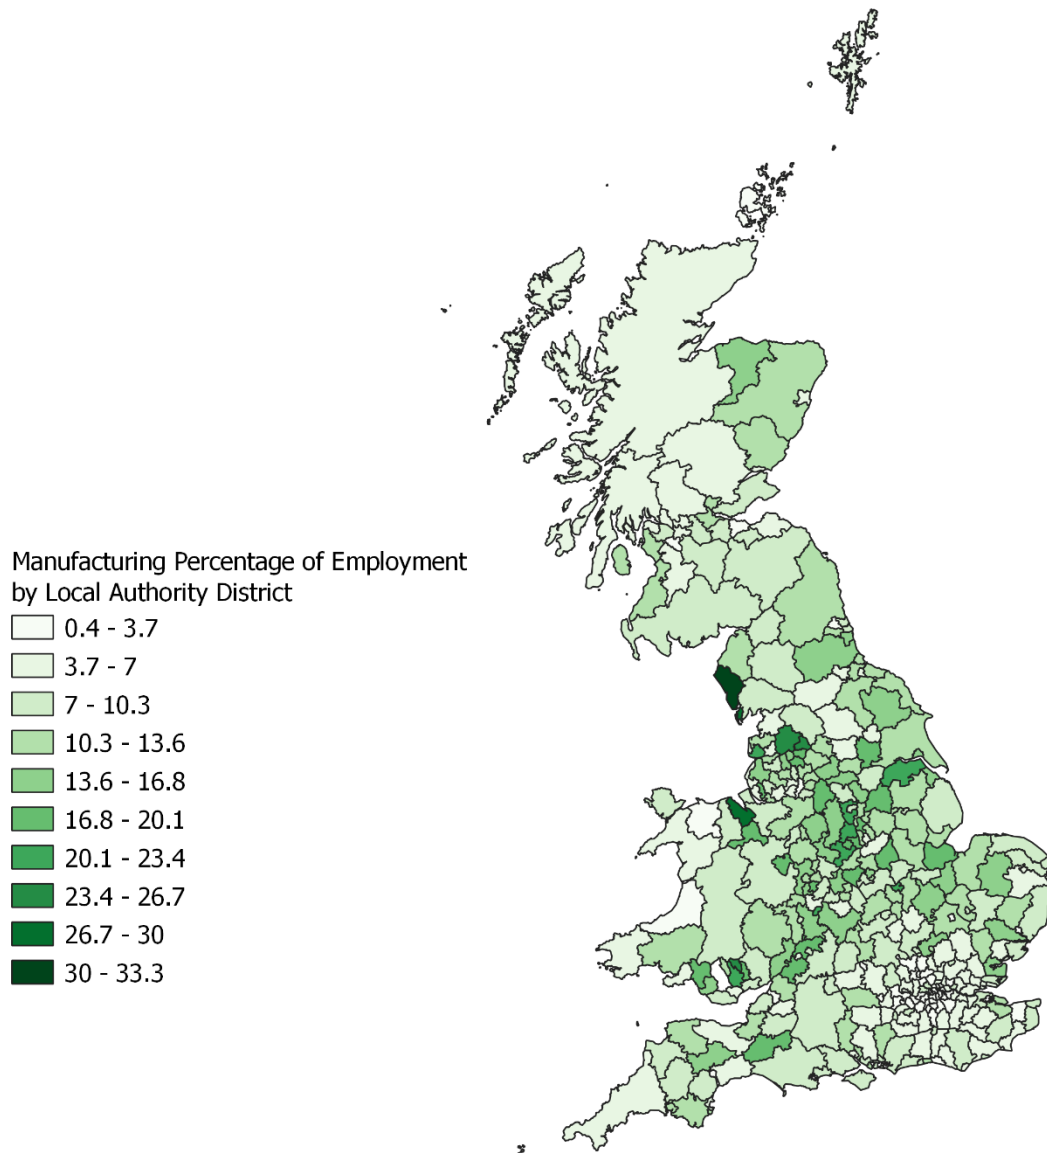 Manufacturing Percentage of Employment
by Local Authority District
0.4 - 3.7
3.7 - 7
7 - 10.3
10.3 - 13.6
13.6 - 16.8
16.8 - 20.1
20.1 - 23.4
23.4 - 26.7
26.7 - 30
30 - 33.3